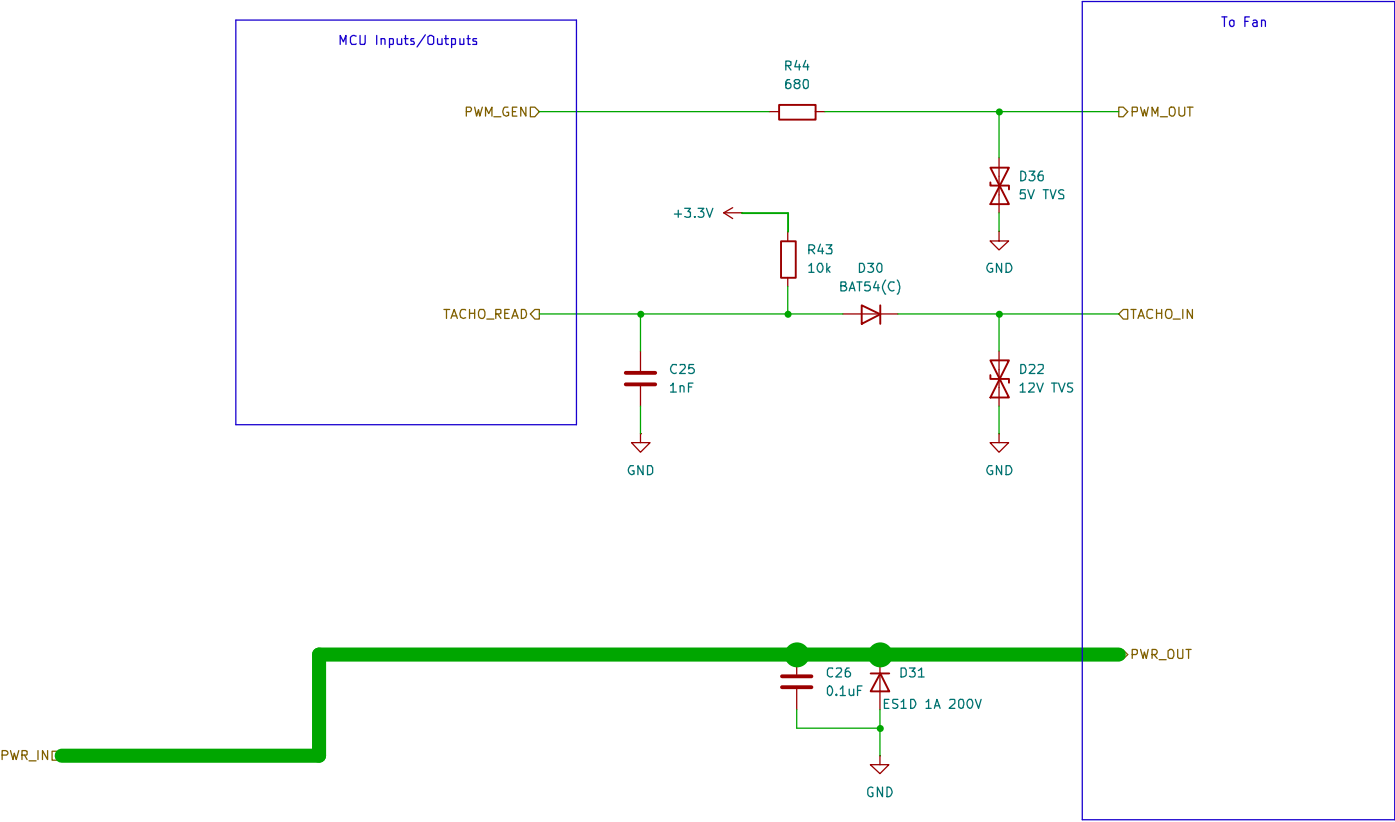 To Fan
MCU Inputs/Outputs
R44
680
PWM_GEN
PWM_OUT
D36
5V TVS
+3.3V
R43
10k
GND
D30
BAT54(C)
TACHO_READ
TACHO_IN
C25
1nF
D22
12V TVS
GND
GND
PWR_OUT
C26
0.1uF
D31
ES1D 1A 200V
PWR_IN
GND